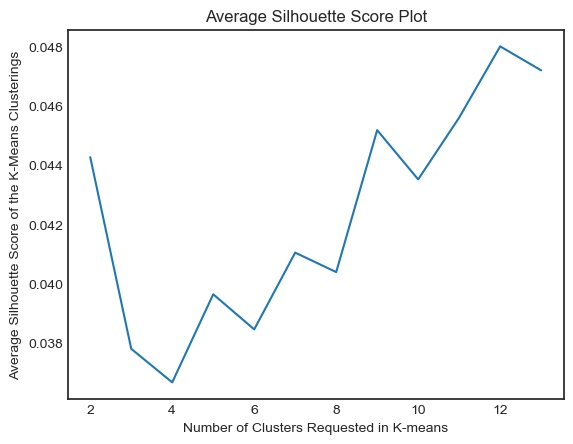 Average Silhouette Score Plot
Average Silhouette Score of the K-Means Clusterings
0.048
0.046
0.044
0.042
0.040
0.038
2 4 6 8 10 12
Number of Clusters Requested in K-means